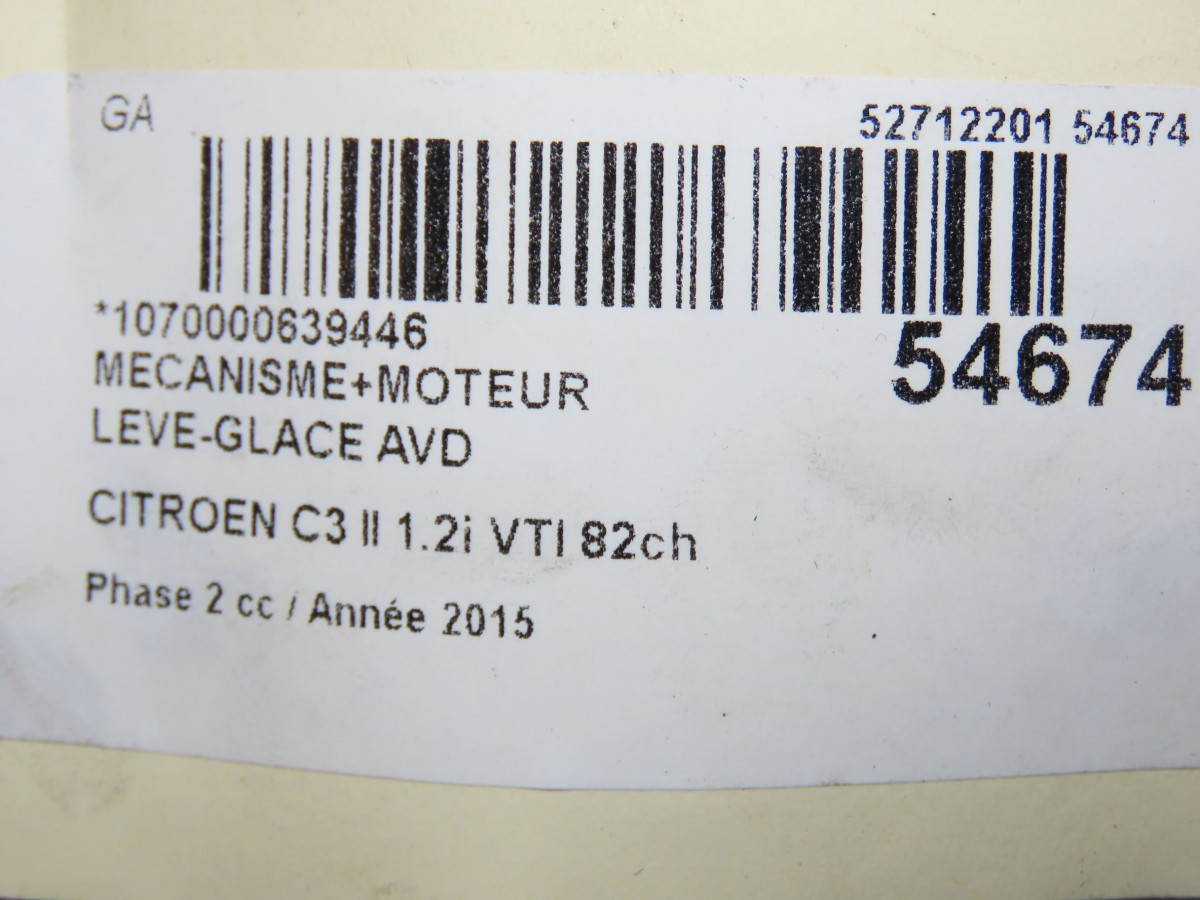 GA
52712201 54674
*1070000639446
54674
MECANISME+MOTEUR
LEVE-GLACE AVD
CITROEN C3 II 1.2i VTI 82ch
Phase 2 cc / Année 2015